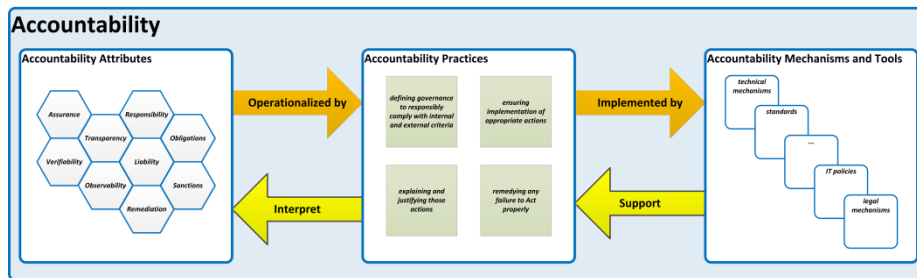 Accountability
Accountability Attributes
Assurance
Responsibility
Transparency
Obligations
Verifiability
Liability
Observability
Sanctions
Remediation
Operationalized by
Interpret
Accountability Practices
defining governance
to responsibly
comply with internal
and external criteria
ensuring
implementation of
appropriate actions
explaining and
justifying those
actions
remedying any
failure to Act
properly
Implemented by
Support
Accountability Mechanisms and Tools
technical
mechanisms
standards
...
IT policies
legal
mechanisms